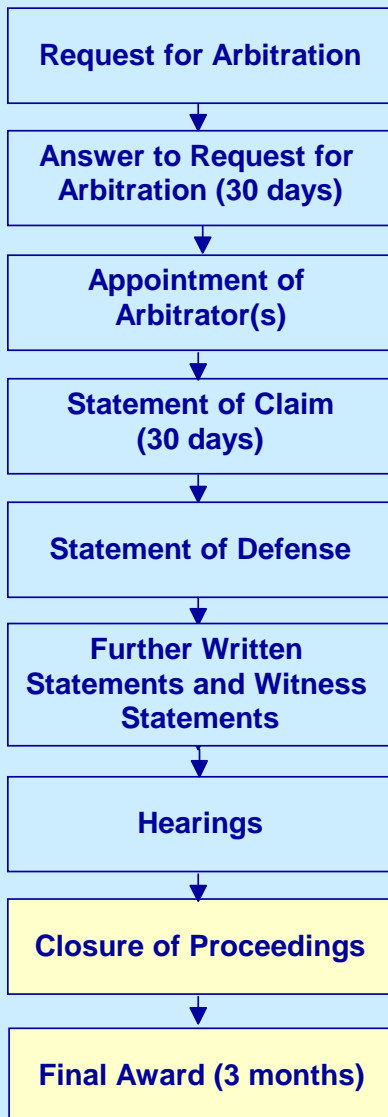 Request for Arbitration
Answer to Request for
Arbitration (30 days)
Appointment of
Arbitrator(s)
Statement of Claim
(30 days)
Statement of Defense
Further Written
Statements and Witness
Statements
Hearings
Closure of Proceedings
Final Award (3 months)